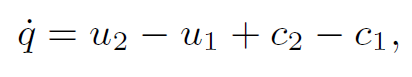 q̇ = u₂ − u₁ + c₂ − c₁,